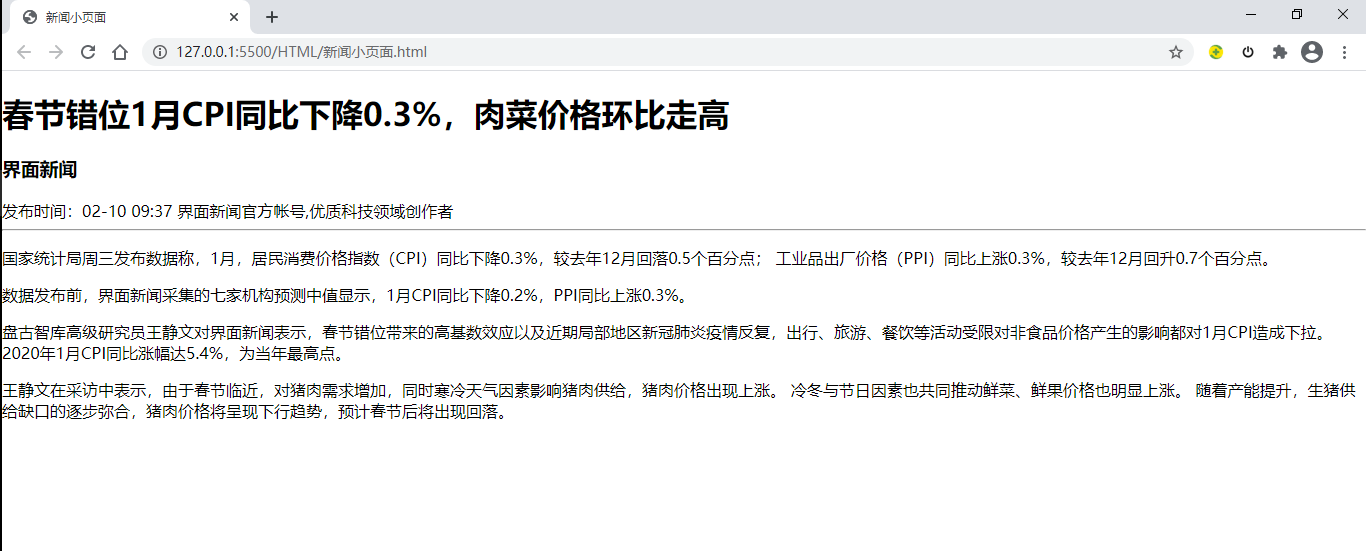 新闻小页面
127.0.0.1:5500/HTML/新闻小页面.html
春节错位1月CPI同比下降0.3%，肉菜价格环比走高
界面新闻
发布时间：02-10 09:37 界面新闻官方帐号,优质科技领域创作者
国家统计局周三发布数据称，1月，居民消费价格指数（CPI）同比下降0.3%，较去年12月回落0.5个百分点； 工业品出厂价格（PPI）同比上涨0.3%，较去年12月回升0.7个百分点。
数据发布前，界面新闻采集的七家机构预测中值显示，1月CPI同比下降0.2%，PPI同比上涨0.3%。
盘古智库高级研究员王静文对界面新闻表示，春节错位带来的高基数效应以及近期局部地区新冠肺炎疫情反复，出行、旅游、餐饮等活动受限对非食品价格产生的影响都对1月CPI造成下拉。
2020年1月CPI同比涨幅达5.4%，为当年最高点。
王静文在采访中表示，由于春节临近，对猪肉需求增加，同时寒冷天气因素影响猪肉供给，猪肉价格出现上涨。 冷冬与节日因素也共同推动鲜菜、鲜果价格也明显上涨。 随着产能提升，生猪供
给缺口的逐步弥合，猪肉价格将呈现下行趋势，预计春节后将出现回落。